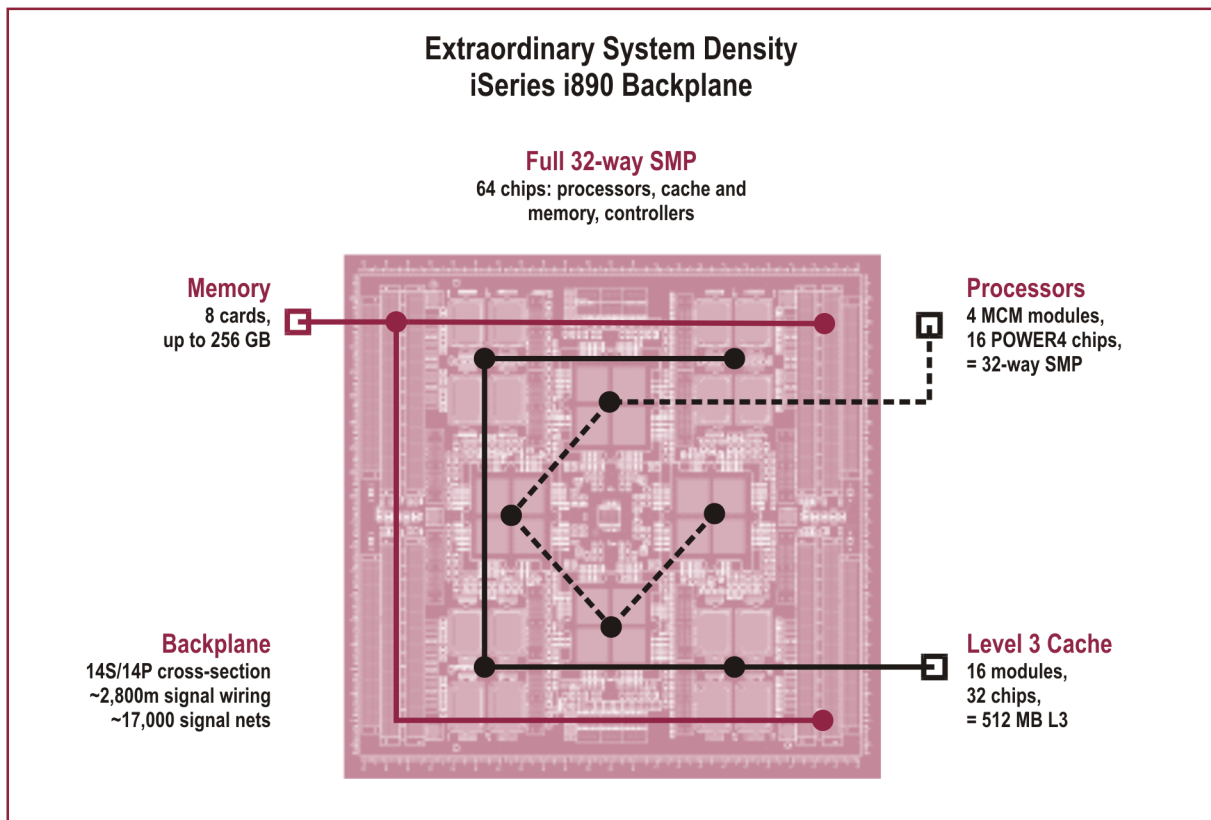 Extraordinary System Density
iSeries i890 Backplane
Full 32-way SMP
64 chips: processors, cache and
memory, controllers
Memory
8 cards,
up to 256 GB
Processors
4 MCM modules,
16 POWER4 chips,
= 32-way SMP
Backplane
14S/14P cross-section
~2,800m signal wiring
~17,000 signal nets
Level 3 Cache
16 modules,
32 chips,
= 512 MB L3